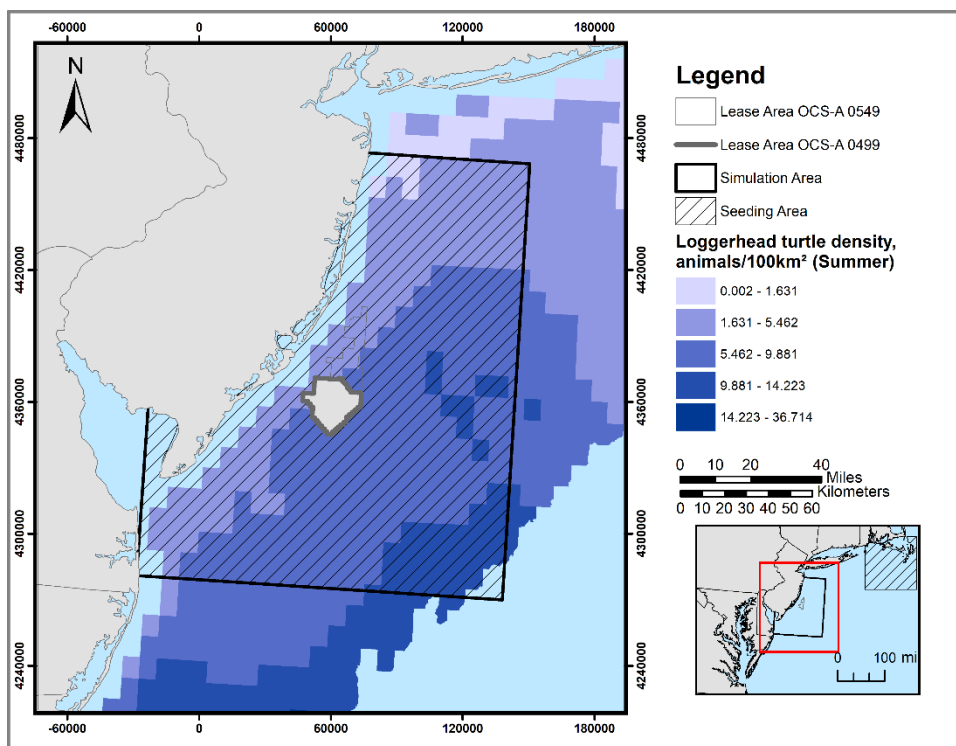 -60000 0 60000 120000 180000
N
4480000 4480000
4420000 4420000
4360000 4360000
4300000 4300000
4240000 4240000
-60000 0 60000 120000 180000
Legend
Lease Area OCS-A 0549
Lease Area OCS-A 0499
Simulation Area
Seeding Area
Loggerhead turtle density,
animals/100km² (Summer)
0.002 - 1.631
1.631 - 5.462
5.462 - 9.881
9.881 - 14.223
14.223 - 36.714
0 10 20 40
Miles
Kilometers
0 10 20 30 40 50 60
0 100 mi